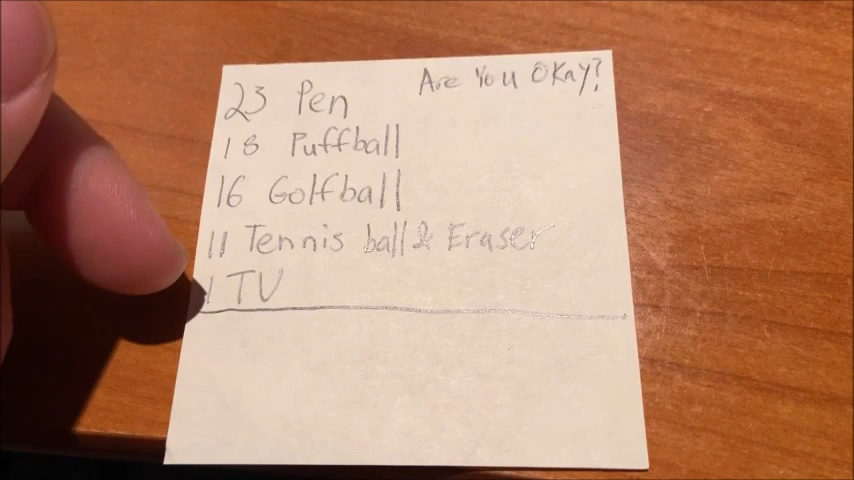 Are You Okay?
23 Pen
18 Puffball
16 Golfball
11 Tennis ball & Eraser
1 TV